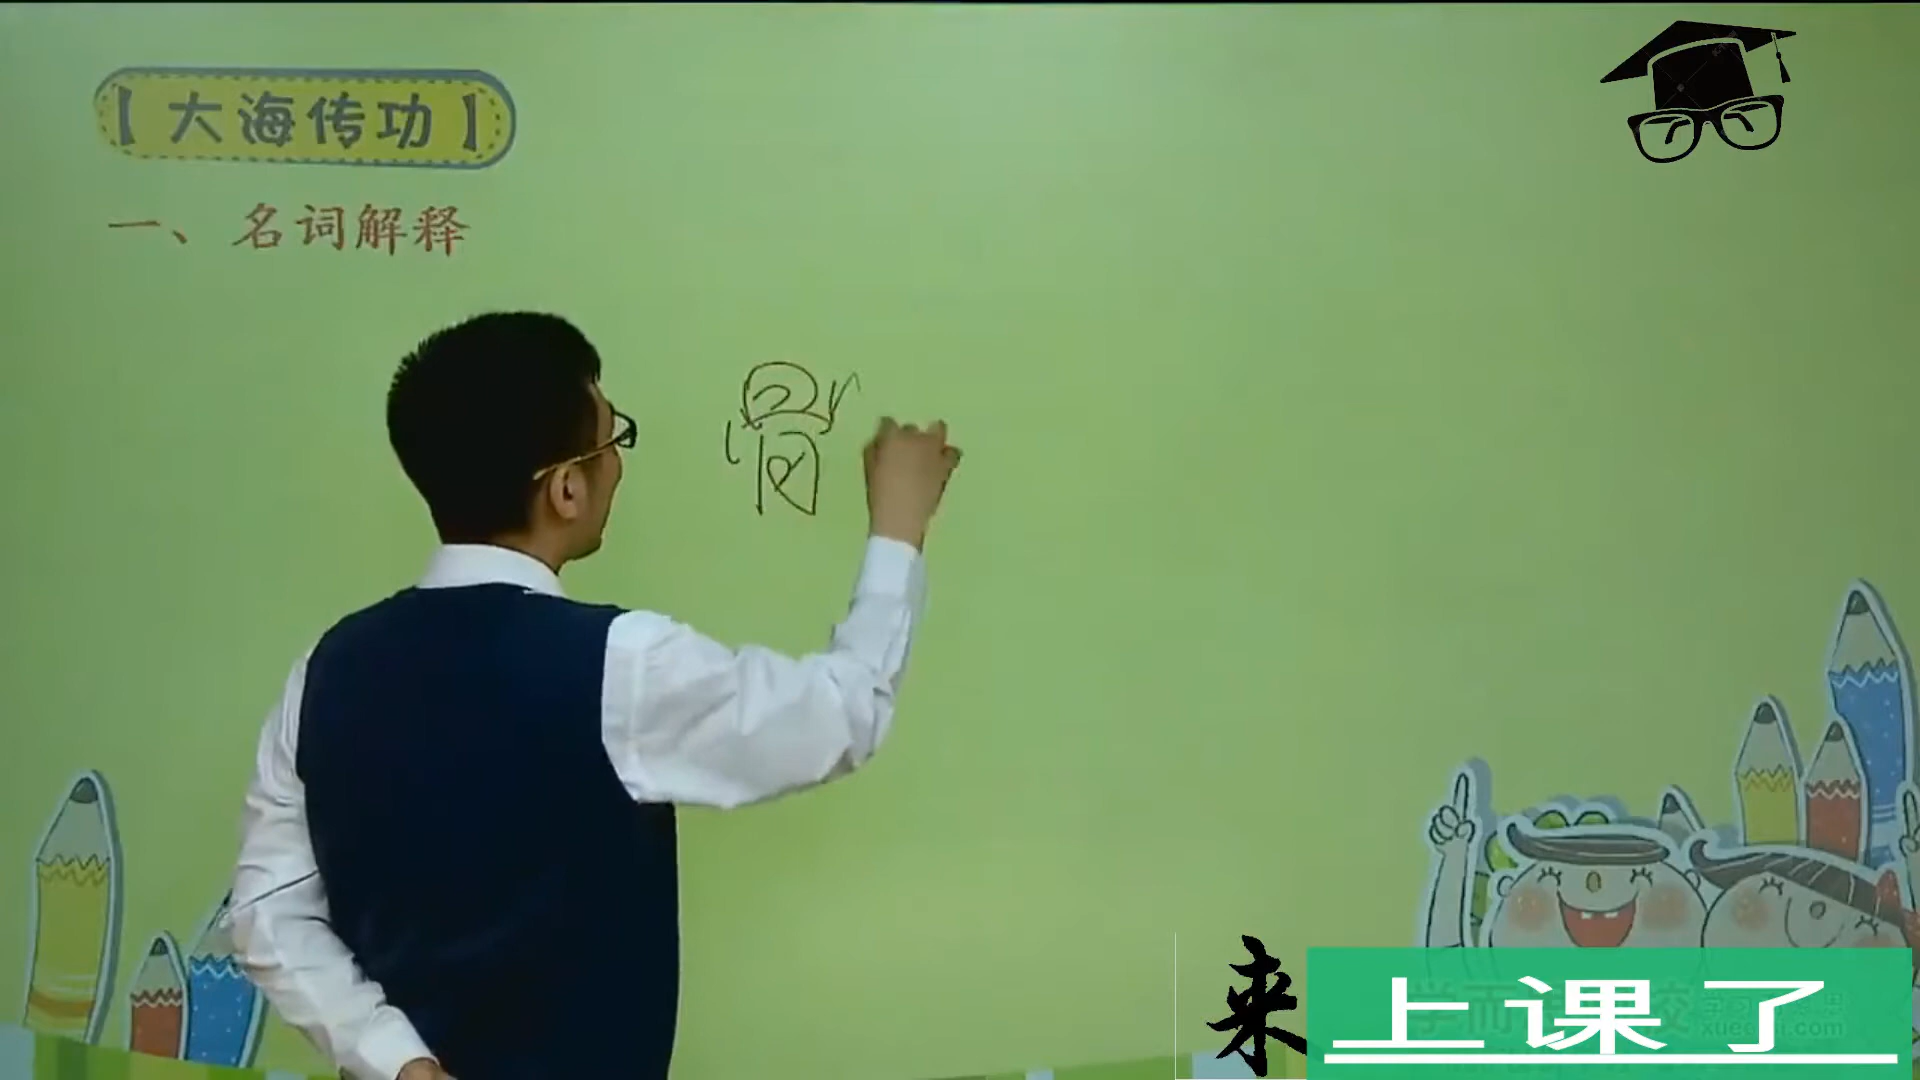 【大海传功】
一、名词解释
骨
来上课了